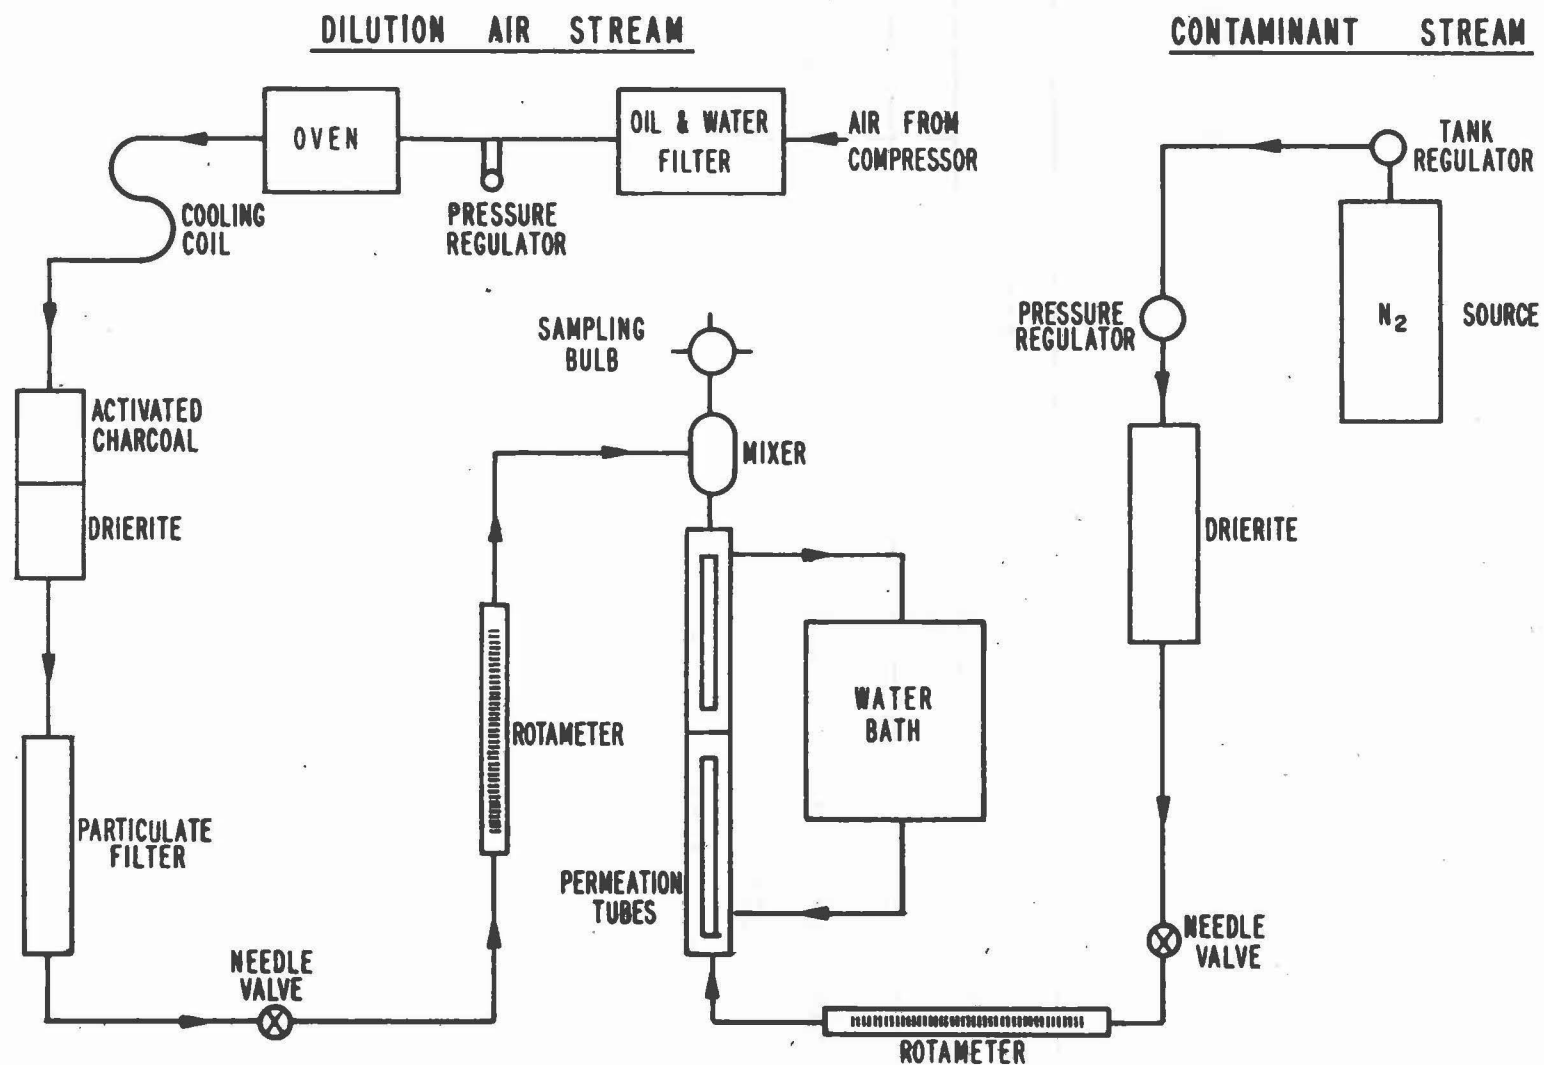 DILUTION AIR STREAM
CONTAMINANT STREAM
OVEN
OIL & WATER
FILTER
AIR FROM
COMPRESSOR
TANK
REGULATOR
COOLING
COIL
PRESSURE
REGULATOR
SAMPLING
BULB
PRESSURE
REGULATOR
N2
SOURCE
ACTIVATED
CHARCOAL
MIXER
DRIERITE
DRIERITE
ROTAMETER
WATER
BATH
PARTICULATE
FILTER
PERMEATION
TUBES
NEEDLE
VALVE
NEEDLE
VALVE
ROTAMETER